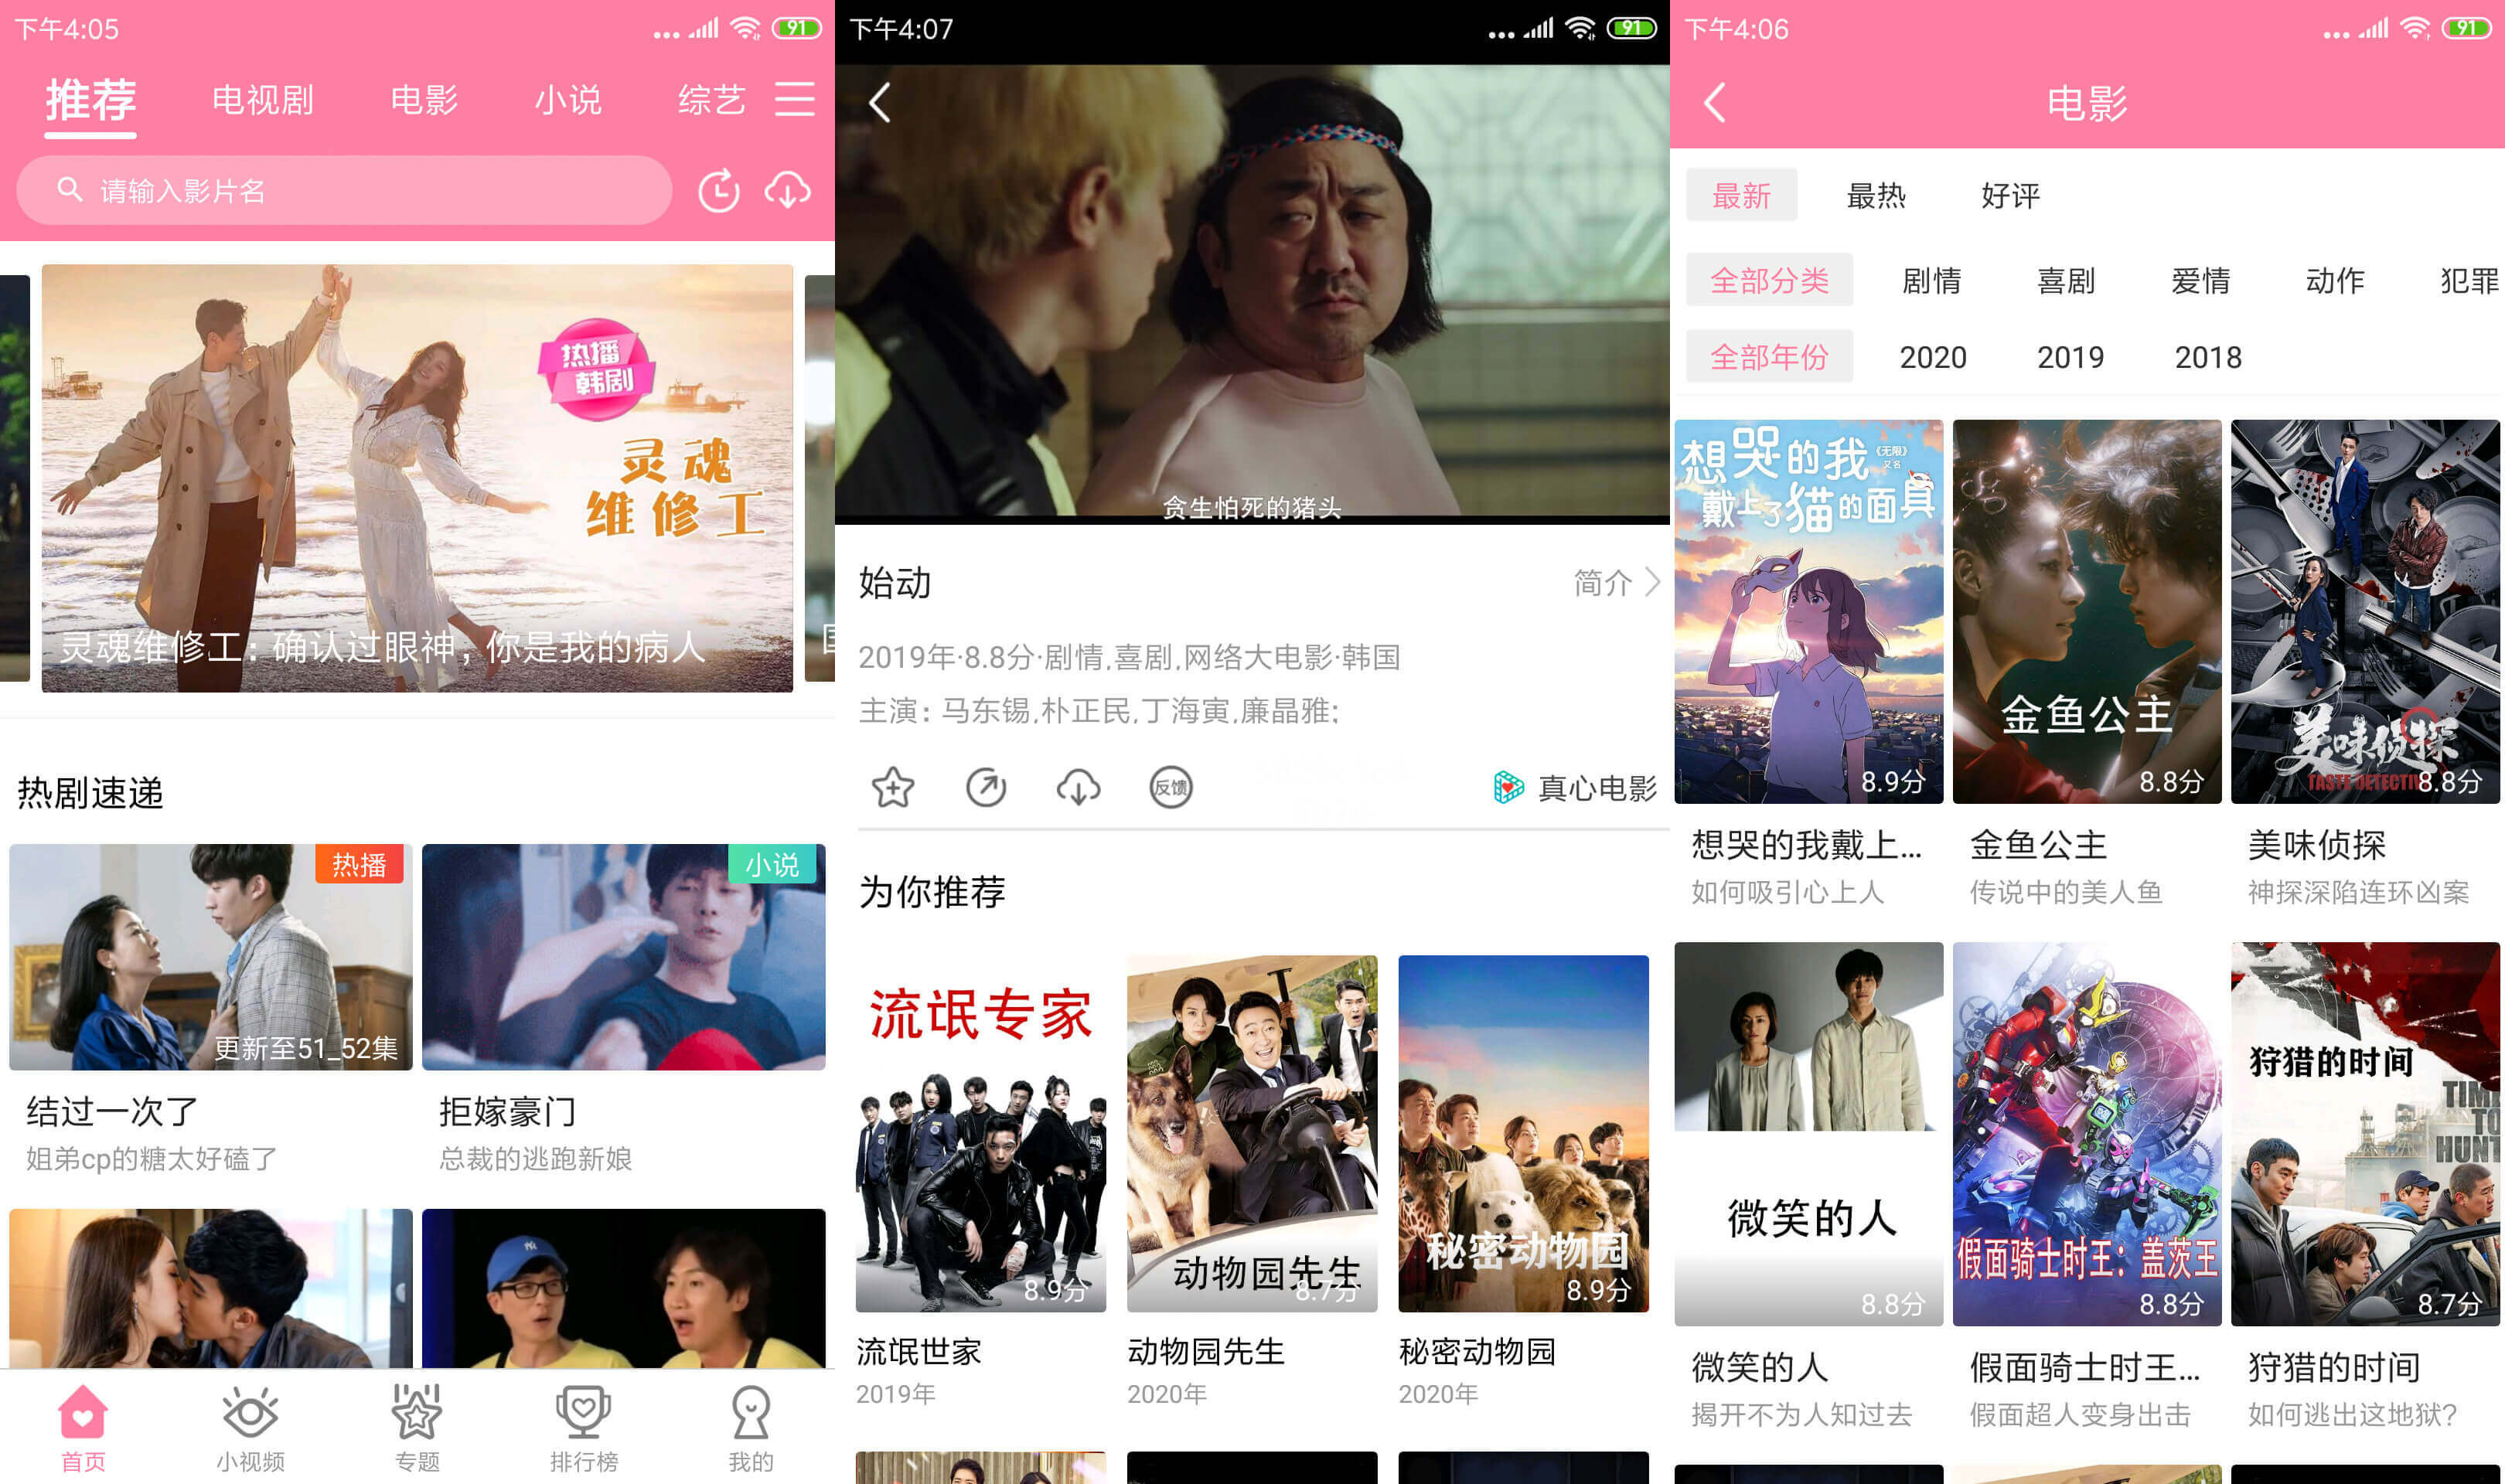 下午4:05
91
推荐 电视剧 电影 小说 综艺
请输入影片名
热播
韩剧
灵魂
维修工
灵魂维修工:确认过眼神,你是我的病人
热剧速递
热播
更新至51_52集
小说
结过一次了
姐弟cp的糖太好磕了
拒嫁豪门
总裁的逃跑新娘
首页 小视频 专题 排行榜 我的
下午4:07
91
贪生怕死的猪头
始动
简介
2019年·8.8分·剧情,喜剧,网络大电影·韩国
主演: 马东锡,朴正民,丁海寅,廉晶雅;
反馈
真心电影
为你推荐
流氓专家
8.9分
动物园先生
8.7分
秘密动物园
8.9分
流氓世家 动物园先生 秘密动物园
2019年 2020年 2020年
下午4:06
91
电影
最新 最热 好评
全部分类 剧情 喜剧 爱情 动作 犯罪
全部年份 2020 2019 2018
想哭的我
《无限》
又名
戴上了猫的面具
8.9分
金鱼公主
8.8分
美味侦探
TASTE DETECTIV
8.8分
想哭的我戴上... 金鱼公主 美味侦探
如何吸引心上人 传说中的美人鱼 神探深陷连环凶案
微笑的人
8.8分
假面骑士时王:盖茨王
8.8分
狩猎的时间
TIM
TO
HUNT
8.7分
微笑的人 假面骑士时王... 狩猎的时间
揭开不为人知过去 假面超人变身出击 如何逃出这地狱?